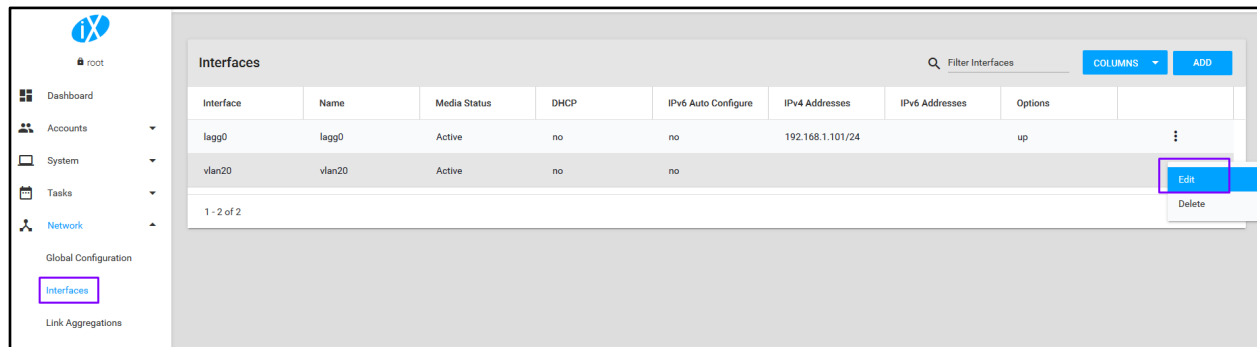 iX
root
Interfaces
Filter Interfaces
COLUMNS
ADD
Dashboard
Accounts
System
Tasks
Network
Global Configuration
Interfaces
Link Aggregations
Interface Name Media Status DHCP IPv6 Auto Configure IPv4 Addresses IPv6 Addresses Options
lagg0 lagg0 Active no no 192.168.1.101/24 up
vlan20 vlan20 Active no no
Edit
Delete
1 - 2 of 2